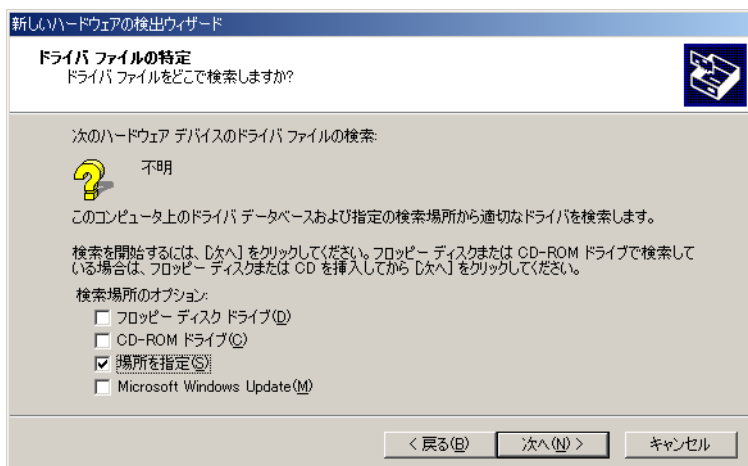 新しいハードウェアの検出ウィザード
ドライバ ファイルの特定
ドライバ ファイルをどこで検索しますか?
次のハードウェア デバイスのドライバ ファイルの検索:
不明
このコンピュータ上のドライバ データベースおよび指定の検索場所から適切なドライバを検索します。
検索を開始するには、[次へ] をクリックしてください。フロッピー ディスクまたは CD-ROM ドライブで検索して
いる場合は、フロッピー ディスクまたは CD を挿入してから [次へ] をクリックしてください。
検索場所のオプション:
フロッピー ディスク ドライブ(D)
CD-ROM ドライブ(C)
場所を指定(S)
Microsoft Windows Update(M)
< 戻る(B) 次へ(N) > キャンセル